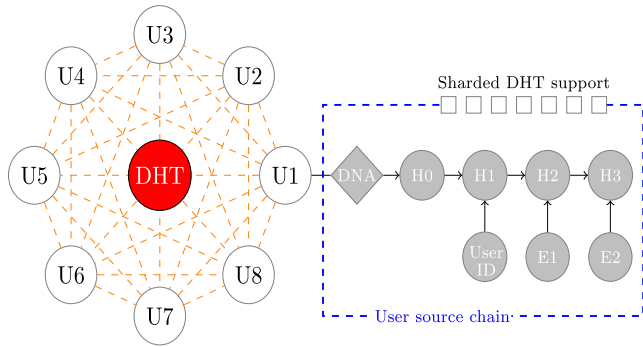 U3
U4
U2
Sharded DHT support
U5
DHT
U1
DNA
H0
H1
H2
H3
U6
U8
User
ID
E1
E2
U7
User source chain